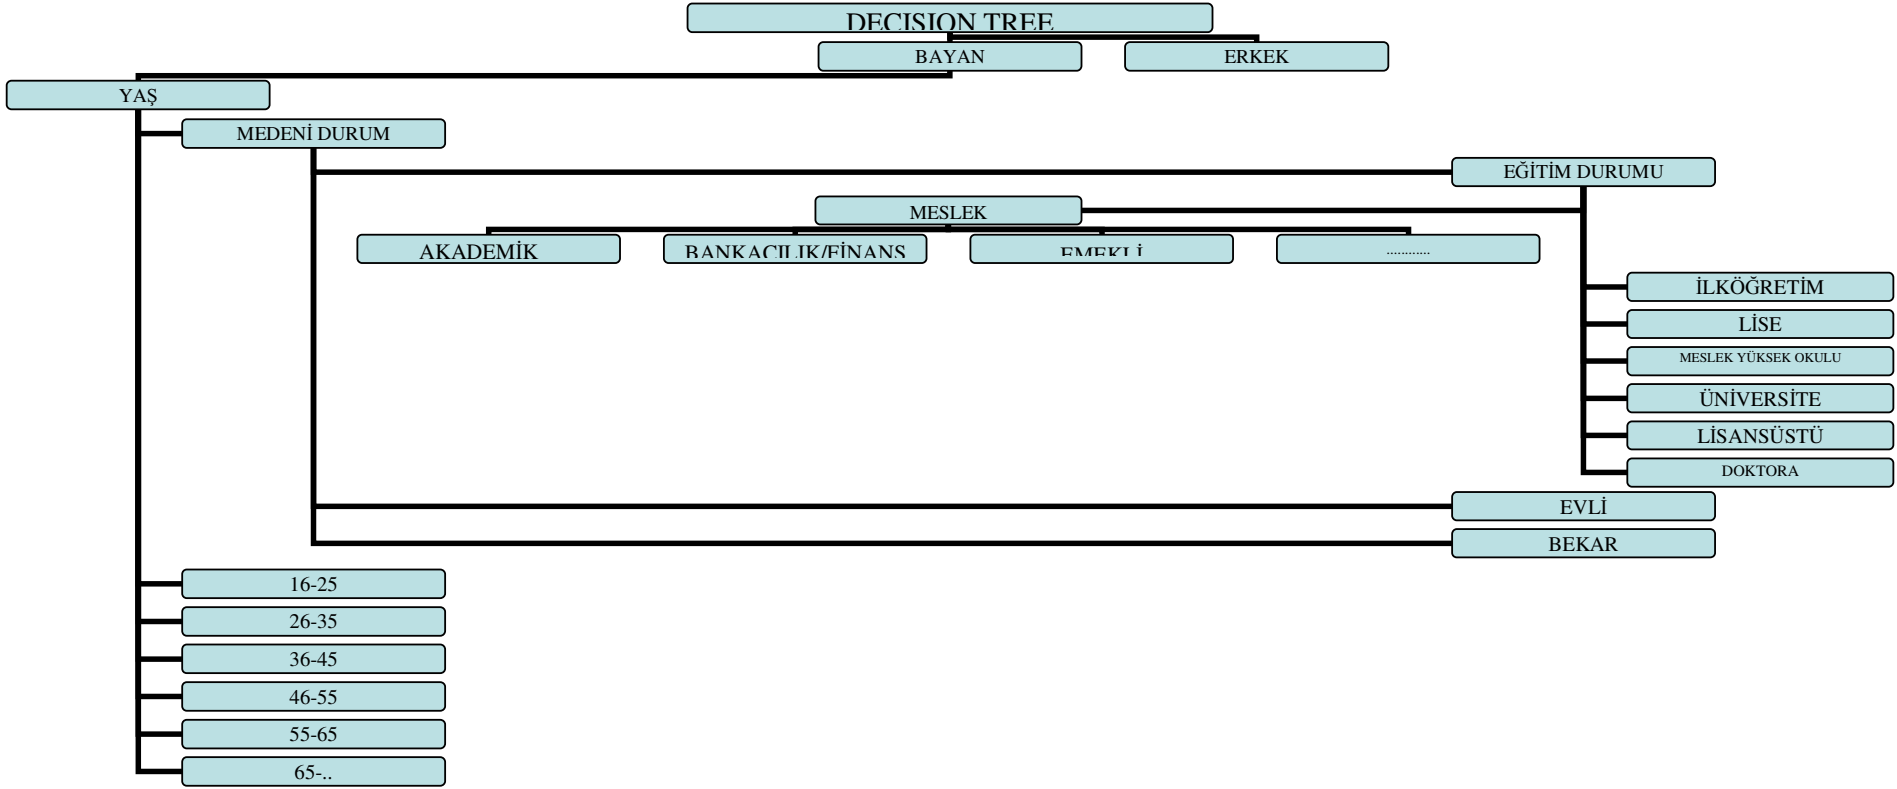 DECISION TREE
BAYAN
ERKEK
YAŞ
MEDENİ DURUM
EĞİTİM DURUMU
MESLEK
AKADEMİK
BANKACILIK/FİNANS
EMEKLİ
............
İLKÖĞRETİM
LİSE
MESLEK YÜKSEK OKULU
ÜNİVERSİTE
LİSANSÜSTÜ
DOKTORA
EVLİ
BEKAR
16-25
26-35
36-45
46-55
55-65
65-..